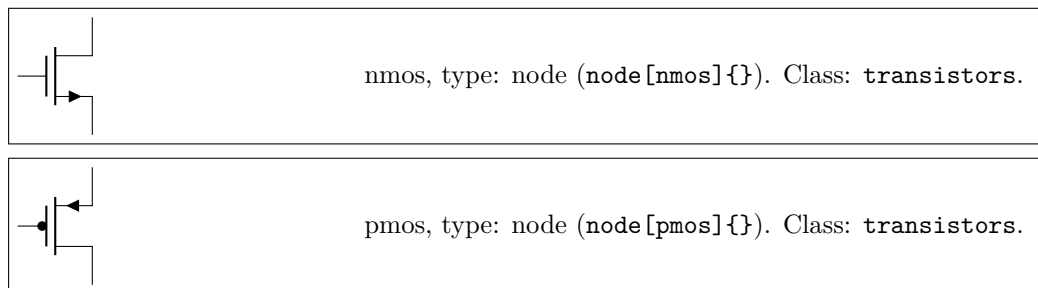 nmos, type: node (node[nmos]{}). Class: transistors.
pmos, type: node (node[pmos]{}). Class: transistors.